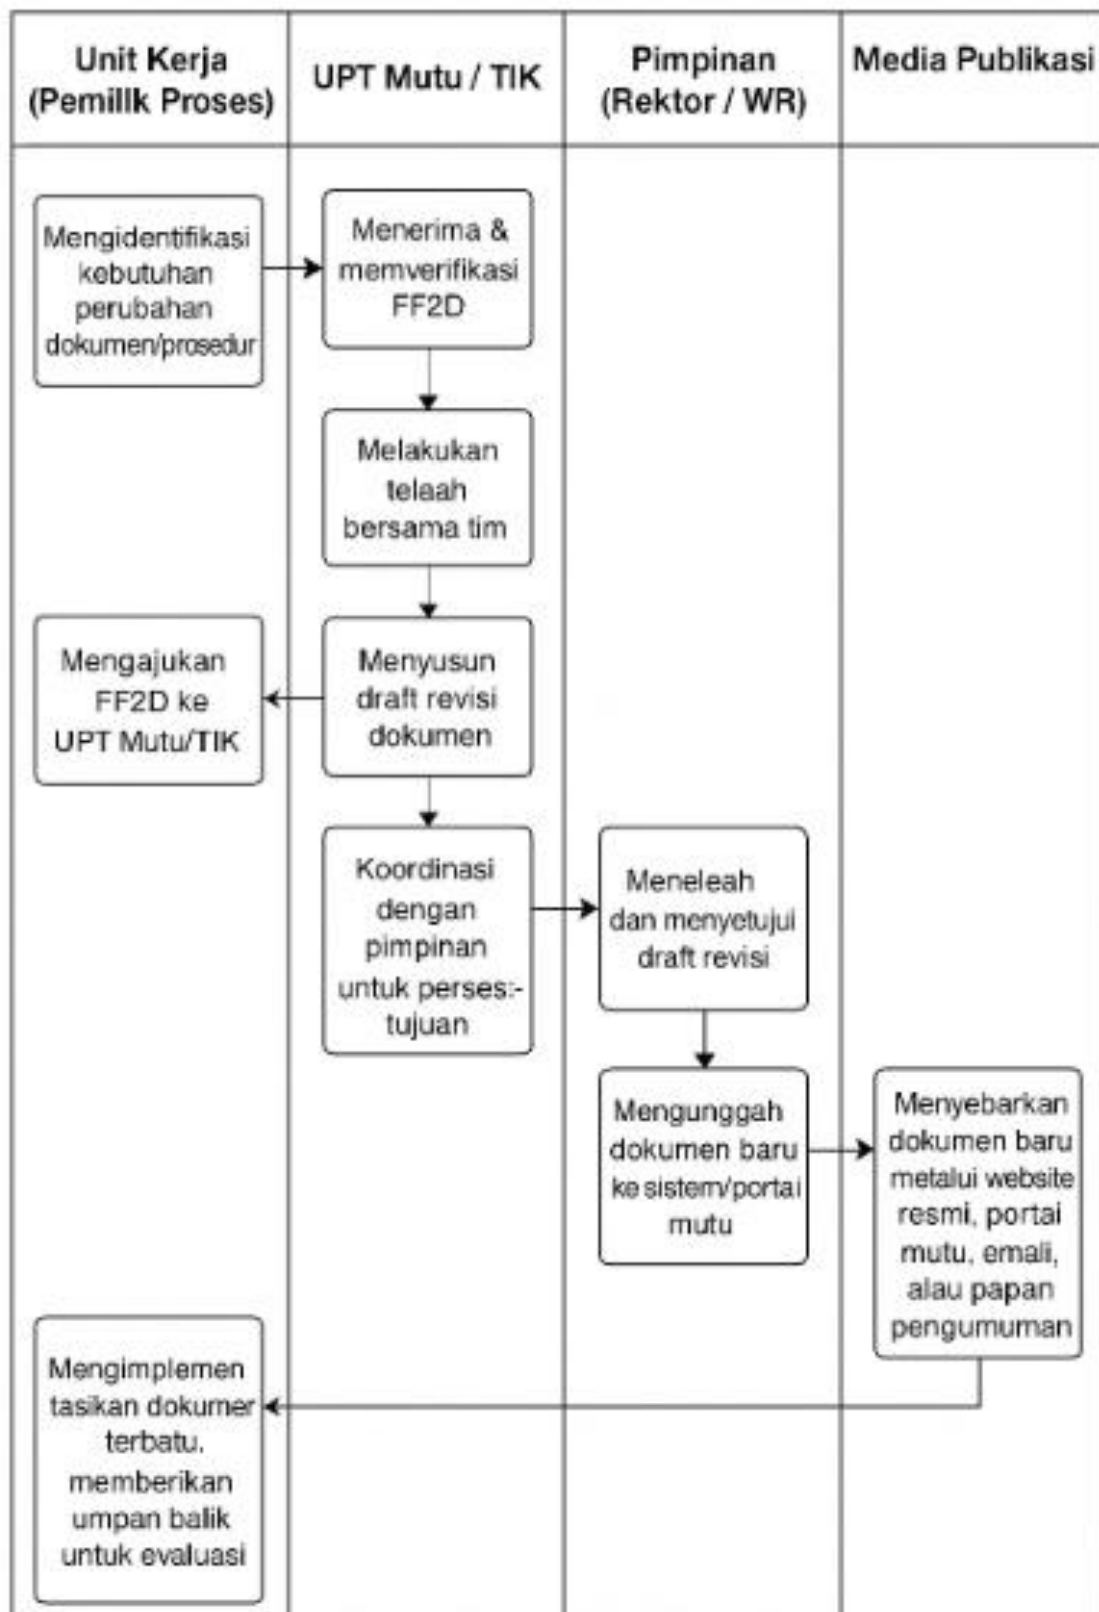 Unit Kerja
(Pemillk Proses)
UPT Mutu / TIK
Pimpinan
(Rektor / WR)
Media Publikasi
Mengidentifikasi
kebutuhan
perubahan
dokumen/prosedur
Menerima &
memverifikasi
FF2D
Melakukan
telaah
bersama tim
Mengajukan
FF2D ke
UPT Mutu/TIK
Menyusun
draft revisi
dokumen
Koordinasi
dengan
pimpinan
untuk perses:-
tujuan
Meneleah
dan menyetujui
draft revisi
Mengunggah
dokumen baru
ke sistem/portai
mutu
Menyebarkan
dokumen baru
metalui website
resmi, portai
mutu, emali,
alau papan
pengumuman
Mengimplemen
tasikan dokumer
terbatu.
memberikan
umpan balik
untuk evaluasi